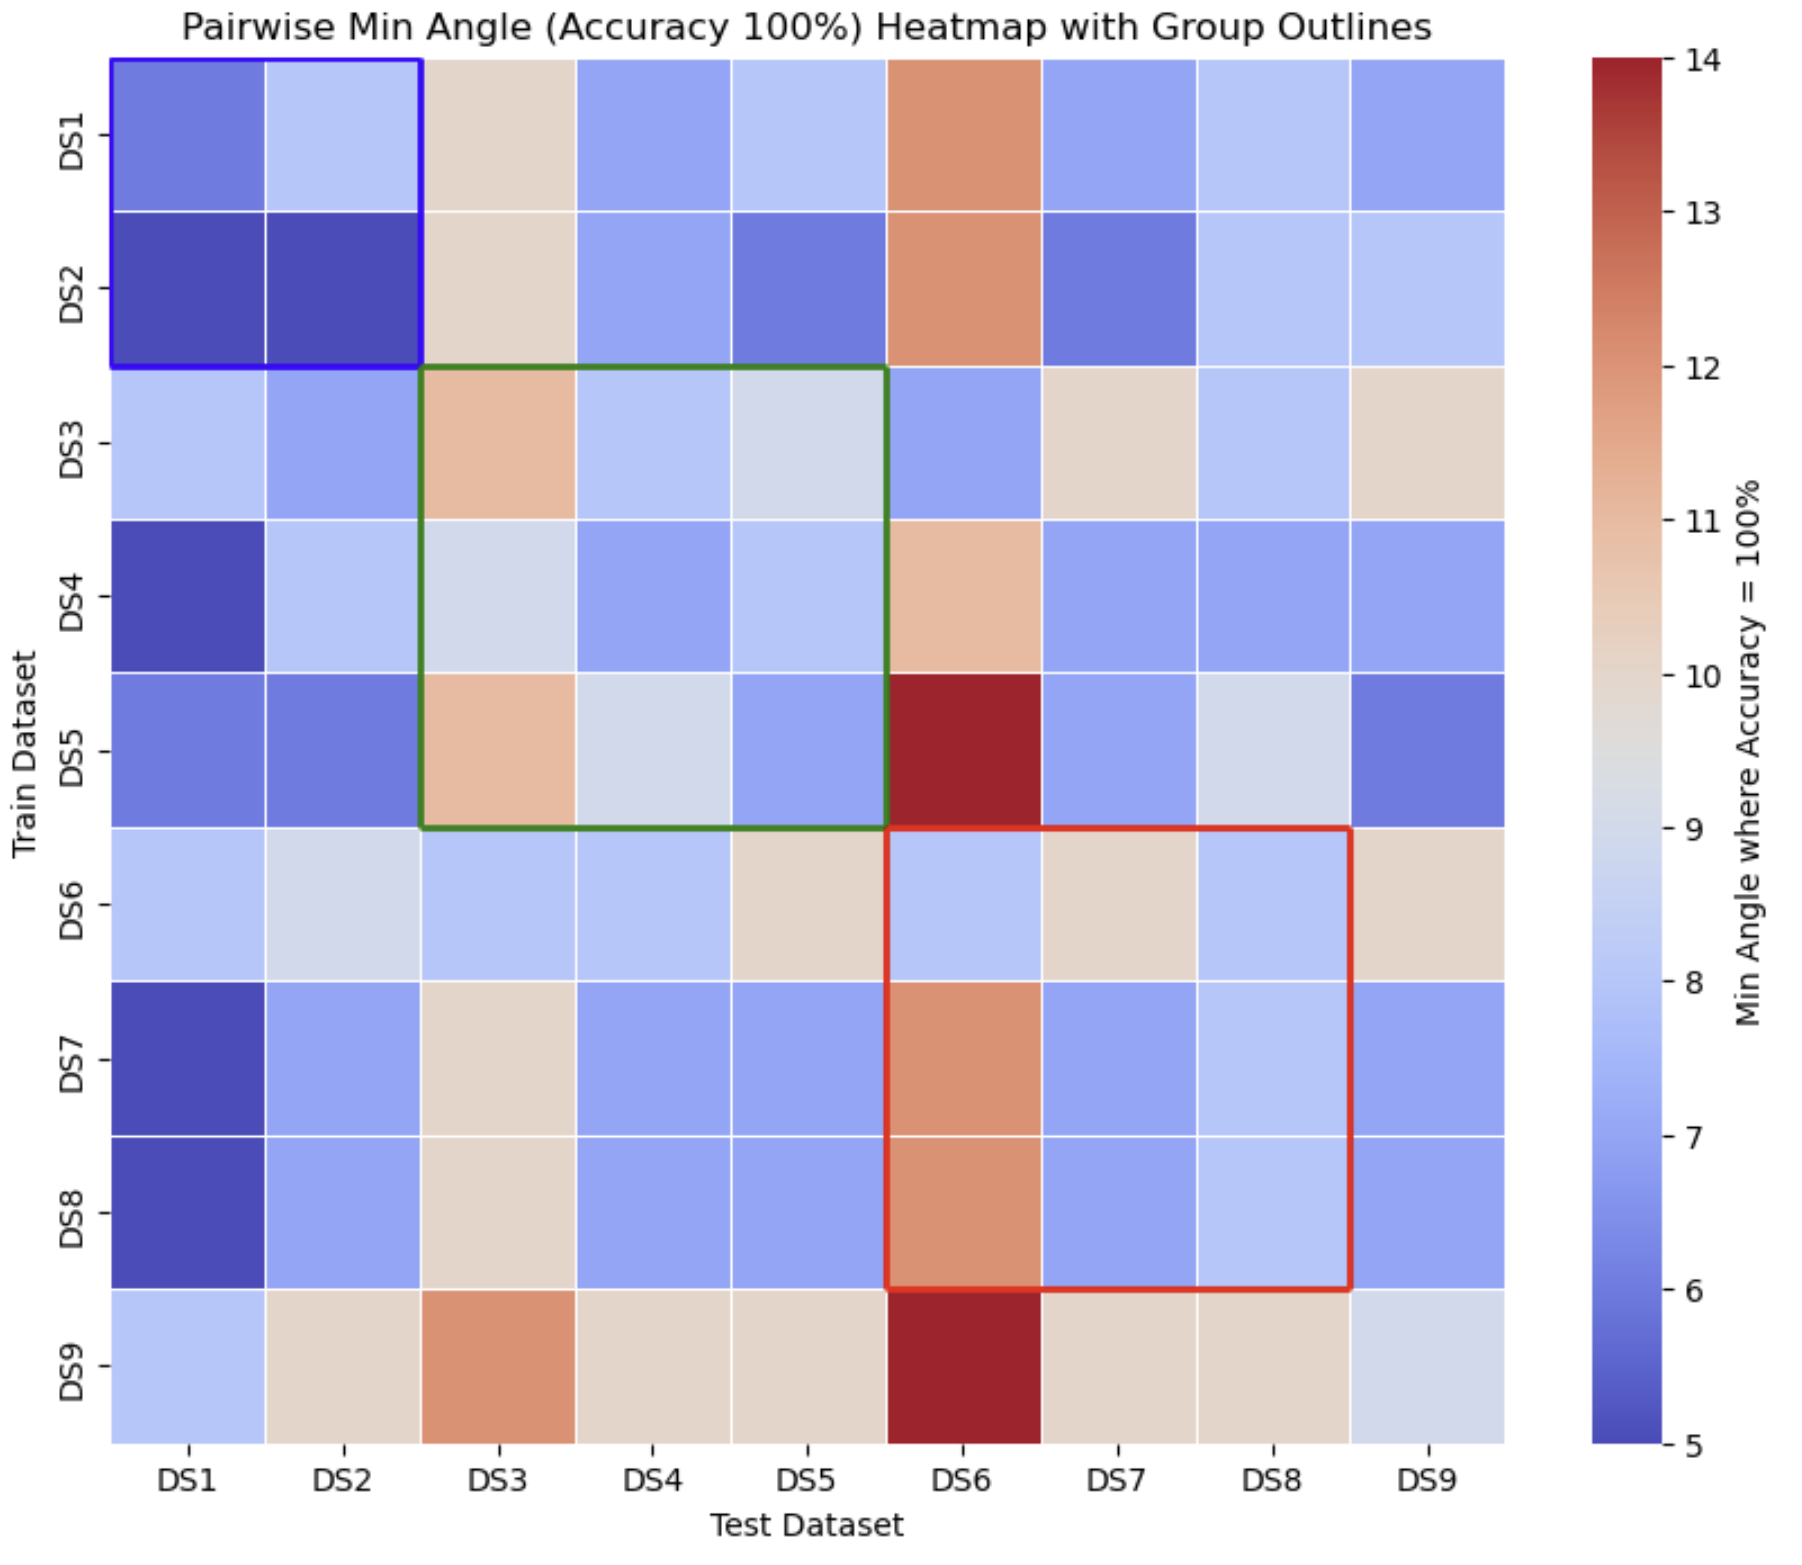 Pairwise Min Angle (Accuracy 100%) Heatmap with Group Outlines
Train Dataset
DS1
DS2
DS3
DS4
DS5
DS6
DS7
DS8
DS9
DS1 DS2 DS3 DS4 DS5 DS6 DS7 DS8 DS9
Test Dataset
14
13
12
11
10
9
8
7
6
5
Min Angle where Accuracy = 100%